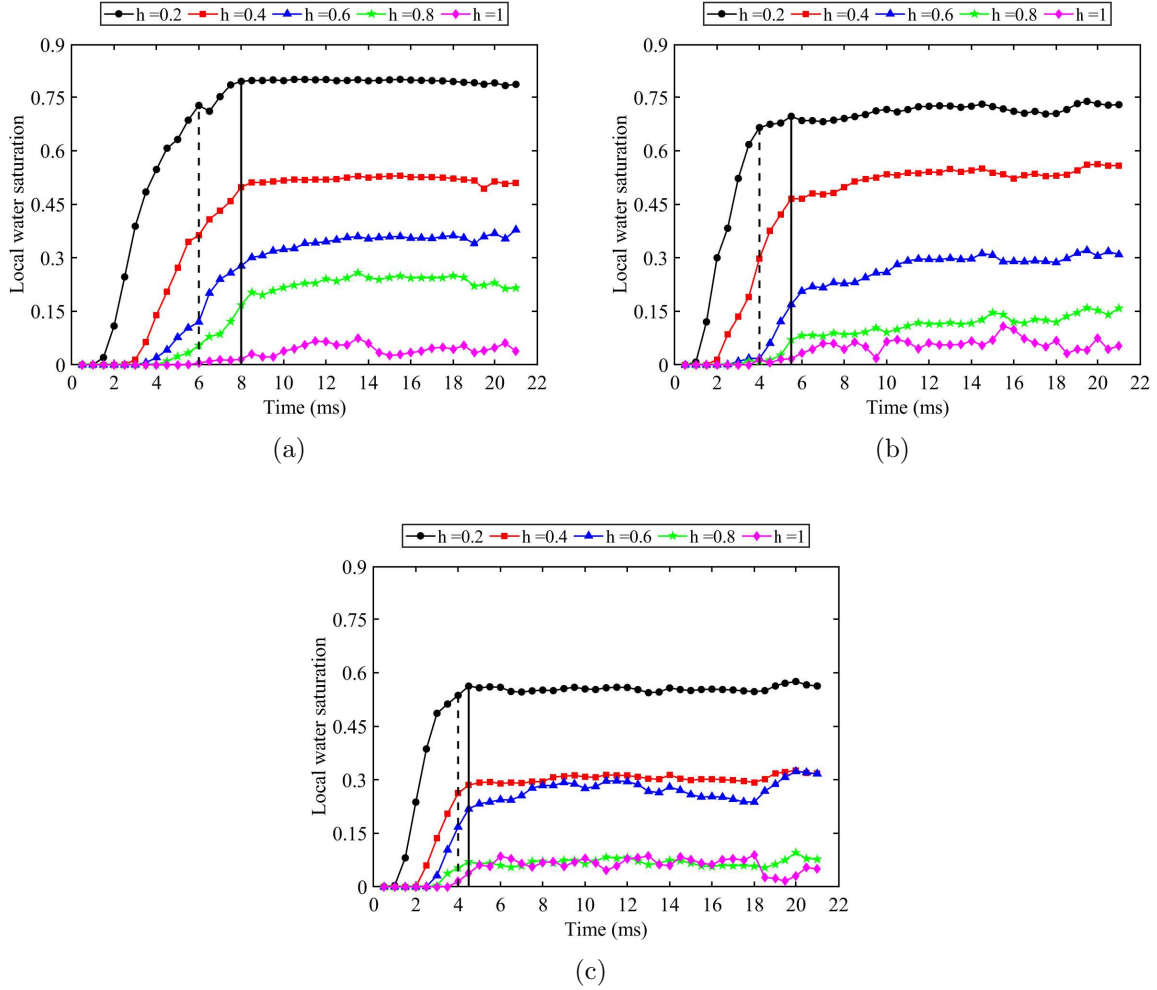 h =0.2 h =0.4 h =0.6 h =0.8 h =1
0.9
0.75
0.6
0.45
0.3
0.15
0
Local water saturation
0 2 4 6 8 10 12 14 16 18 20 22
Time (ms)
(a)
h =0.2 h =0.4 h =0.6 h =0.8 h =1
0.9
0.75
0.6
0.45
0.3
0.15
0
Local water saturation
0 2 4 6 8 10 12 14 16 18 20 22
Time (ms)
(b)
h =0.2 h =0.4 h =0.6 h =0.8 h =1
0.9
0.75
0.6
0.45
0.3
0.15
0
Local water saturation
0 2 4 6 8 10 12 14 16 18 20 22
Time (ms)
(c)